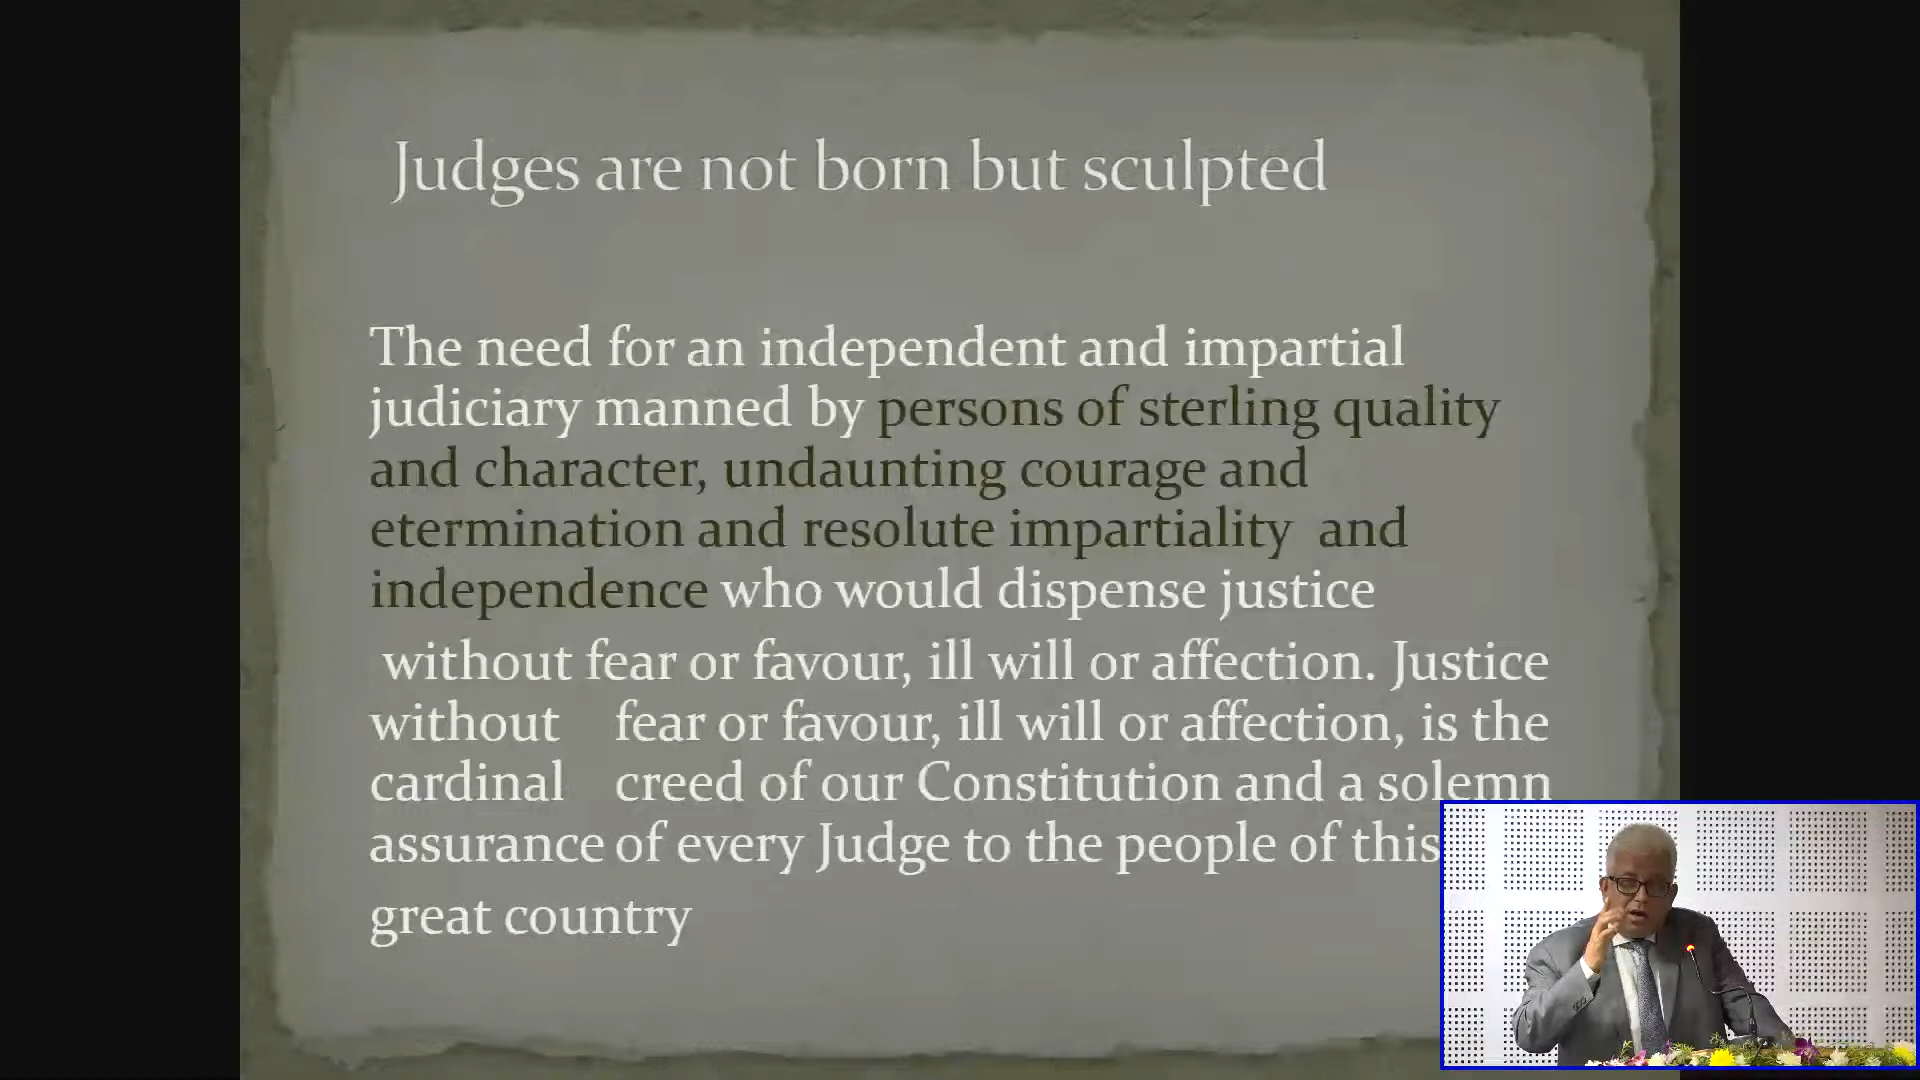 Judges are not born but sculpted
The need for an independent and impartial
judiciary manned by persons of sterling quality
and character, undaunting courage and
etermination and resolute impartiality and
independence who would dispense justice
without fear or favour, ill will or affection. Justice
without fear or favour, ill will or affection, is the
cardinal creed of our Constitution and a solemn
assurance of every Judge to the people of this
great country